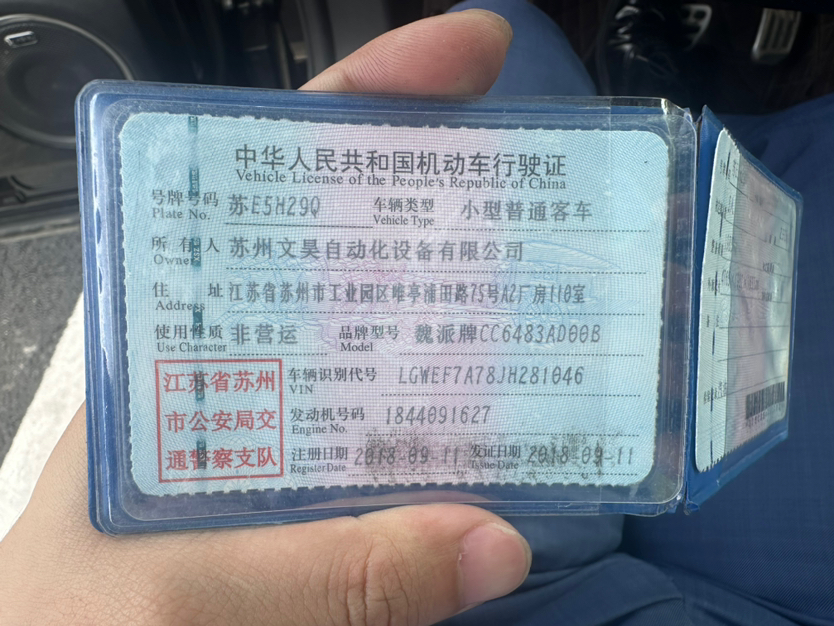 中华人民共和国机动车行驶证
Vehicle License of the People's Republic of China
号牌号码 苏E5H29Q 车辆类型 小型普通客车
Plate No. Vehicle Type
所有人 苏州文昊自动化设备有限公司
Owner
住址 江苏省苏州市工业园区唯亭浦田路75号A2厂房110室
Address
使用性质 非营运 品牌型号 魏派牌CC6483AD00B
Use Character Model
江苏省苏州
市公安局交
通警察支队
车辆识别代号 LGWEF7A78JH281046
VIN
发动机号码 1844091627
Engine No.
注册日期 2018-09-11 发证日期 2018-09-11
Register Date Issue Date